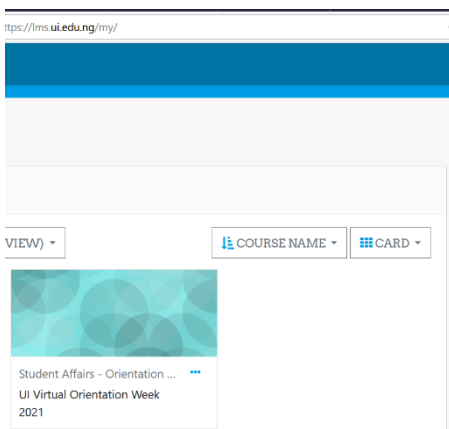 ttps://lms.ui.edu.ng/my/
VIEW)
COURSE NAME
CARD
Student Affairs - Orientation ...
UI Virtual Orientation Week
2021